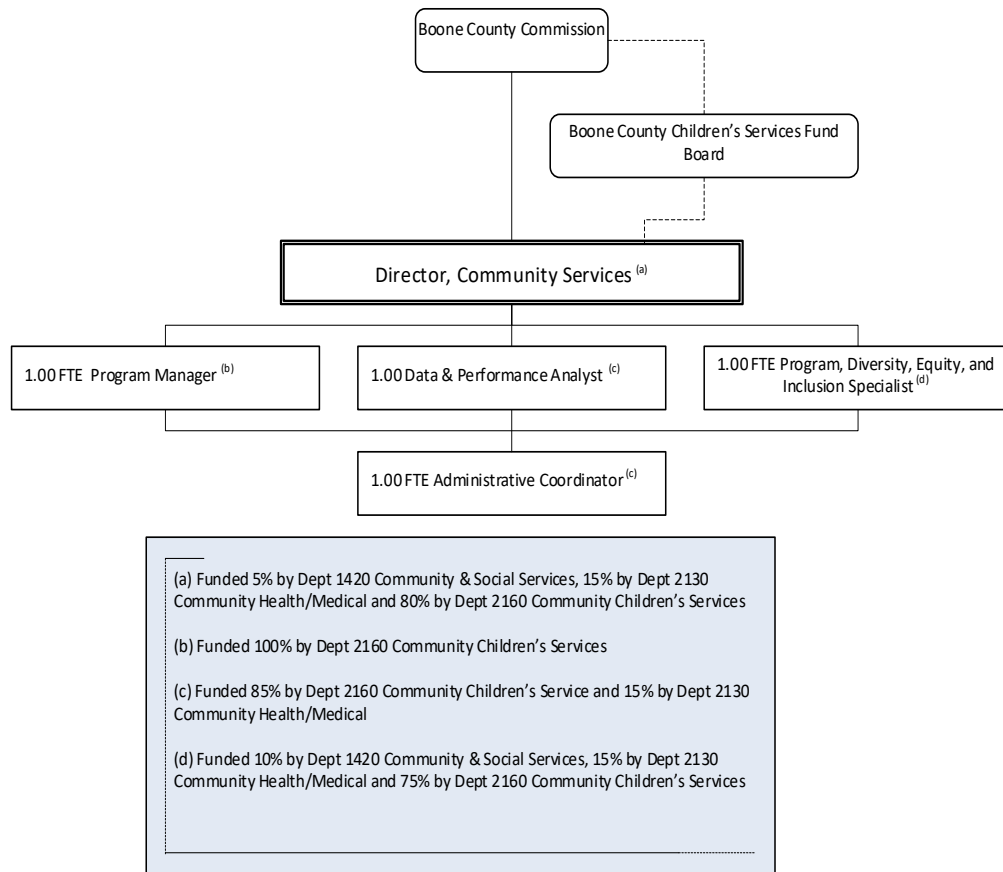 Boone County Commission
Boone County Children's Services Fund
Board
Director, Community Services (a)
1.00 FTE Program Manager (b)
1.00 Data & Performance Analyst (c)
1.00 FTE Program, Diversity, Equity, and
Inclusion Specialist (d)
1.00 FTE Administrative Coordinator (c)
(a) Funded 5% by Dept 1420 Community & Social Services, 15% by Dept 2130
Community Health/Medical and 80% by Dept 2160 Community Children's Services
(b) Funded 100% by Dept 2160 Community Children's Services
(c) Funded 85% by Dept 2160 Community Children's Service and 15% by Dept 2130
Community Health/Medical
(d) Funded 10% by Dept 1420 Community & Social Services, 15% by Dept 2130
Community Health/Medical and 75% by Dept 2160 Community Children's Services